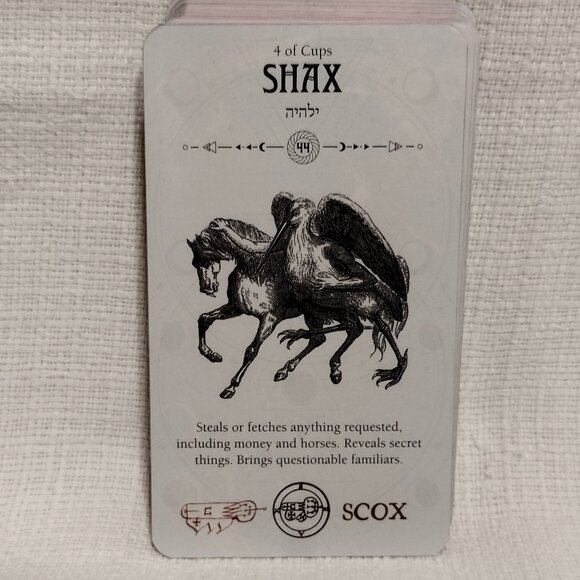 4 of Cups
SHAX
ילהיה
44
Steals or fetches anything requested,
including money and horses. Reveals secret
things. Brings questionable familiars.
SCOX